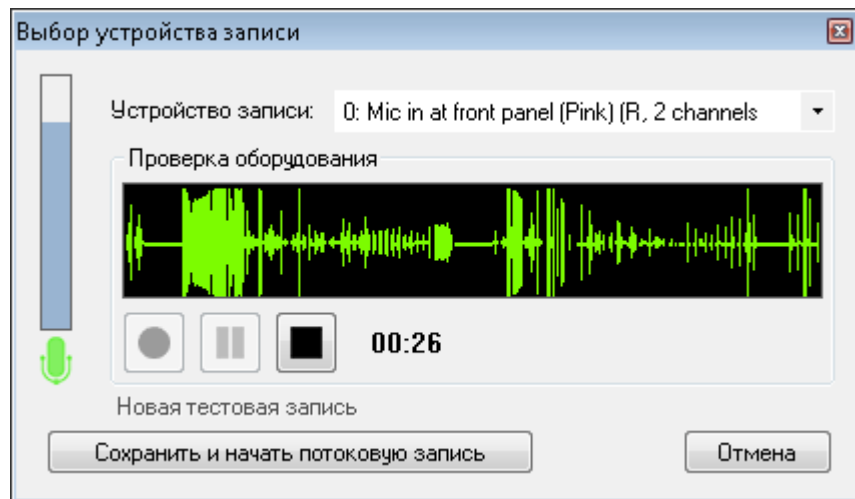 Выбор устройства записи
Устройство записи: 0: Mic in at front panel (Pink) (R, 2 channels
Проверка оборудования
00:26
Новая тестовая запись
Сохранить и начать потоковую запись Отмена